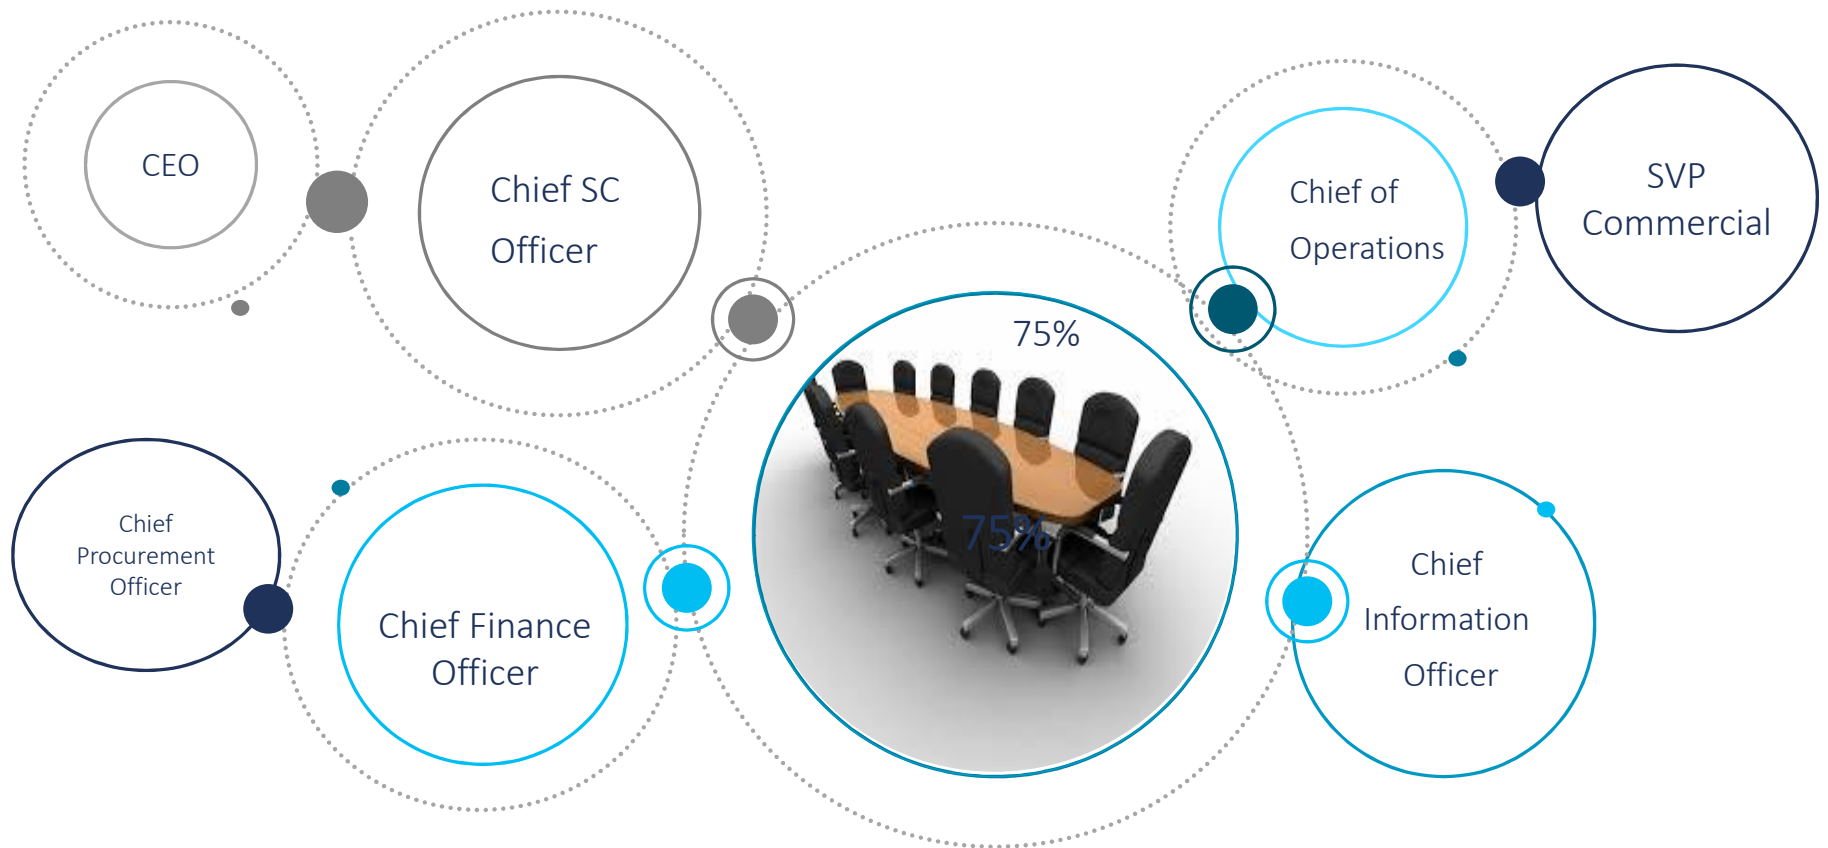 CEO
Chief SC
Officer
Chief of
Operations
SVP
Commercial
75%
75%
Chief
Procurement
Officer
Chief Finance
Officer
Chief
Information
Officer